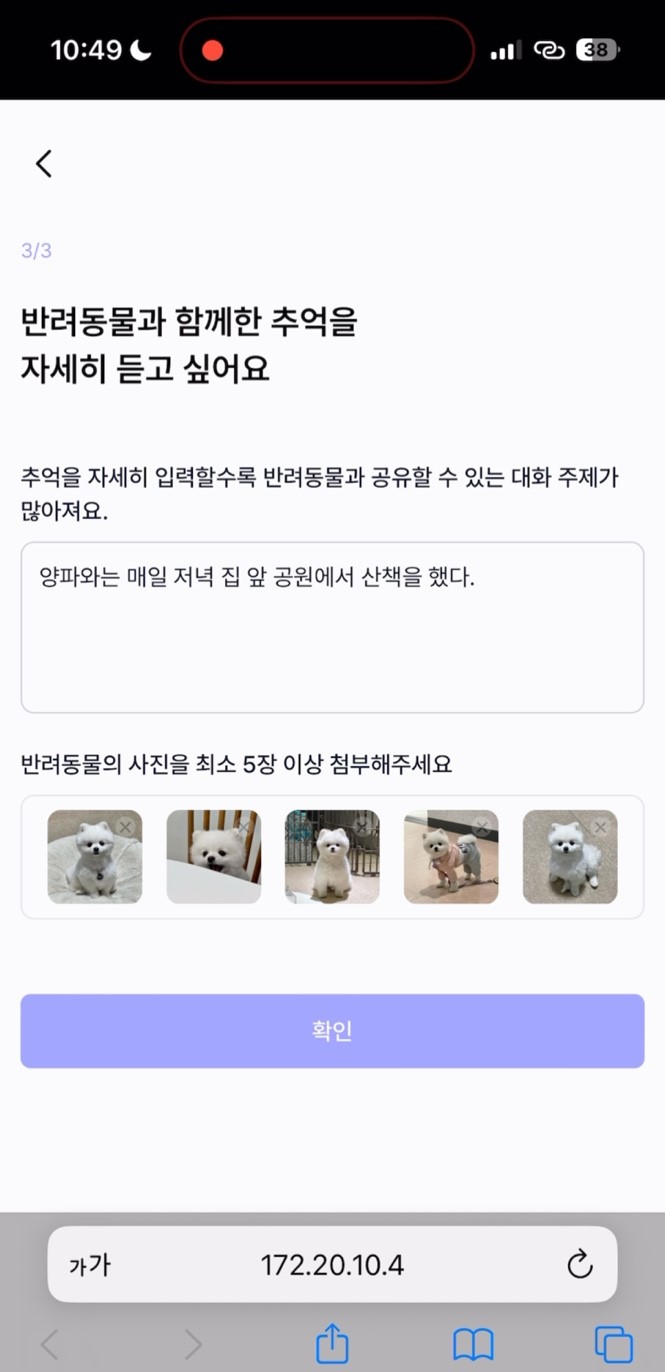 10:49
38
3/3
반려동물과 함께한 추억을
자세히 듣고 싶어요
추억을 자세히 입력할수록 반려동물과 공유할 수 있는 대화 주제가
많아져요.
양파와는 매일 저녁 집 앞 공원에서 산책을 했다.
반려동물의 사진을 최소 5장 이상 첨부해주세요
확인
가가 172.20.10.4